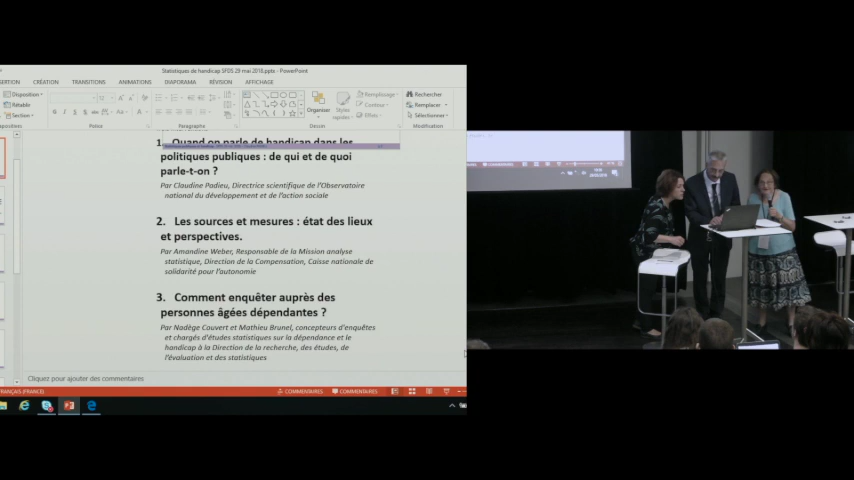 Statistiques de handicap SFDS 29 mai 2018.pptx - PowerPoint
SERTION CRÉATION TRANSITIONS ANIMATIONS DIAPORAMA RÉVISION AFFICHAGE
Disposition
Rétablir
Section
Police
Paragraphe
Organiser
Styles rapides
Remplissage
Contour
Effets
Dessin
Rechercher
Remplacer
Sélectionner
Modification
1. Quand on parle de handicap dans les
politiques publiques : de qui et de quoi
parle-t-on ?
Par Claudine Padieu, Directrice scientifique de l'Observatoire
national du développement et de l'action sociale
2. Les sources et mesures : état des lieux
et perspectives.
Par Amandine Weber, Responsable de la Mission analyse
statistique, Direction de la Compensation, Caisse nationale de
solidarité pour l'autonomie
3. Comment enquêter auprès des
personnes âgées dépendantes ?
Par Nadège Couvert et Mathieu Brunel, concepteurs d'enquêtes
et chargés d'études statistiques sur la dépendance et le
handicap à la Direction de la recherche, des études, de
l'évaluation et des statistiques
Cliquez pour ajouter des commentaires
FRANÇAIS (FRANCE)
COMMENTAIRES
COMMENTAIRES